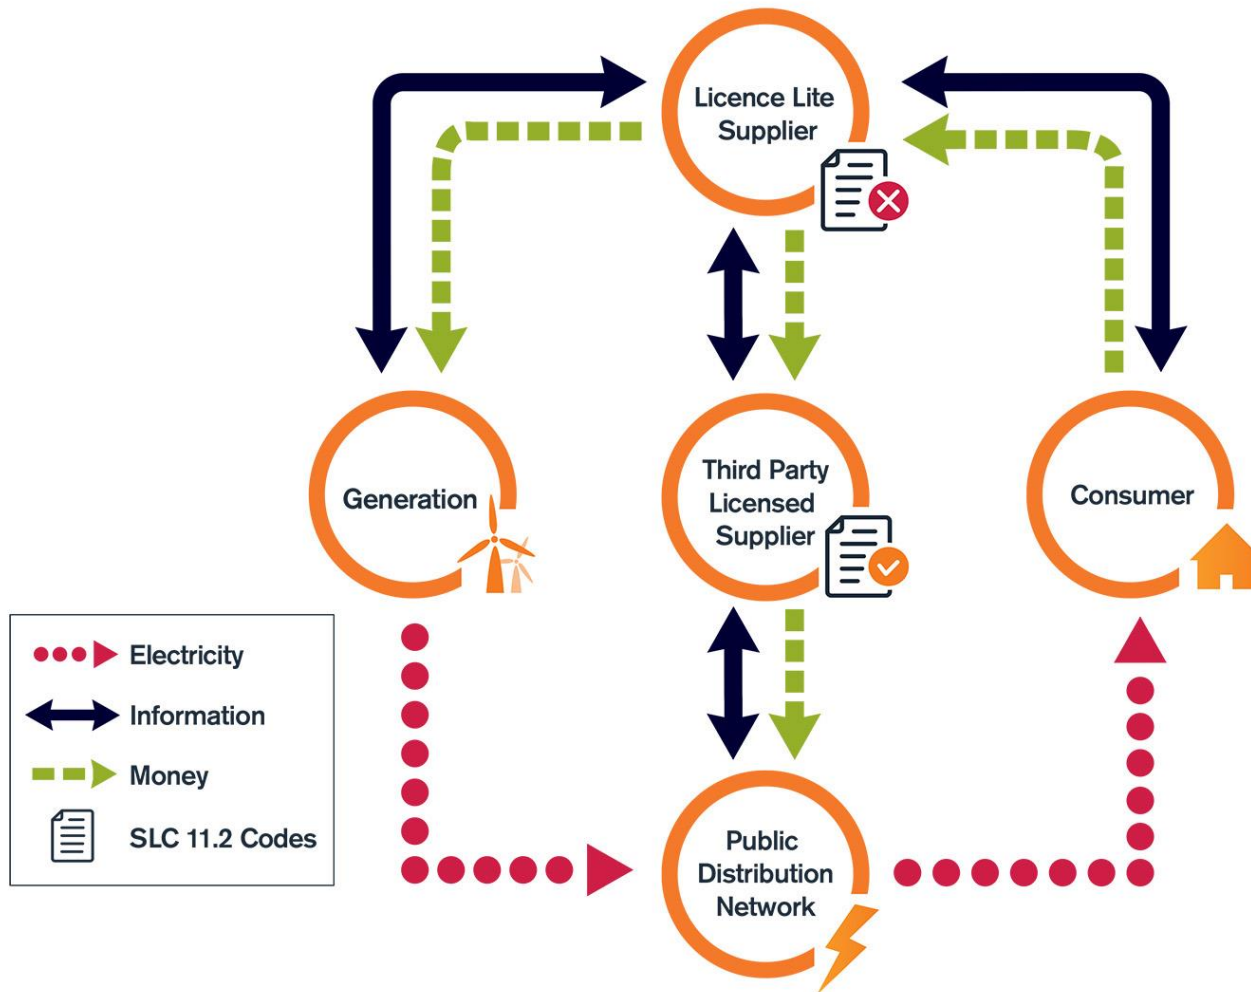 Licence Lite
Supplier
Generation
Third Party
Licensed
Supplier
Consumer
Electricity
Information
Money
SLC 11.2 Codes
Public
Distribution
Network